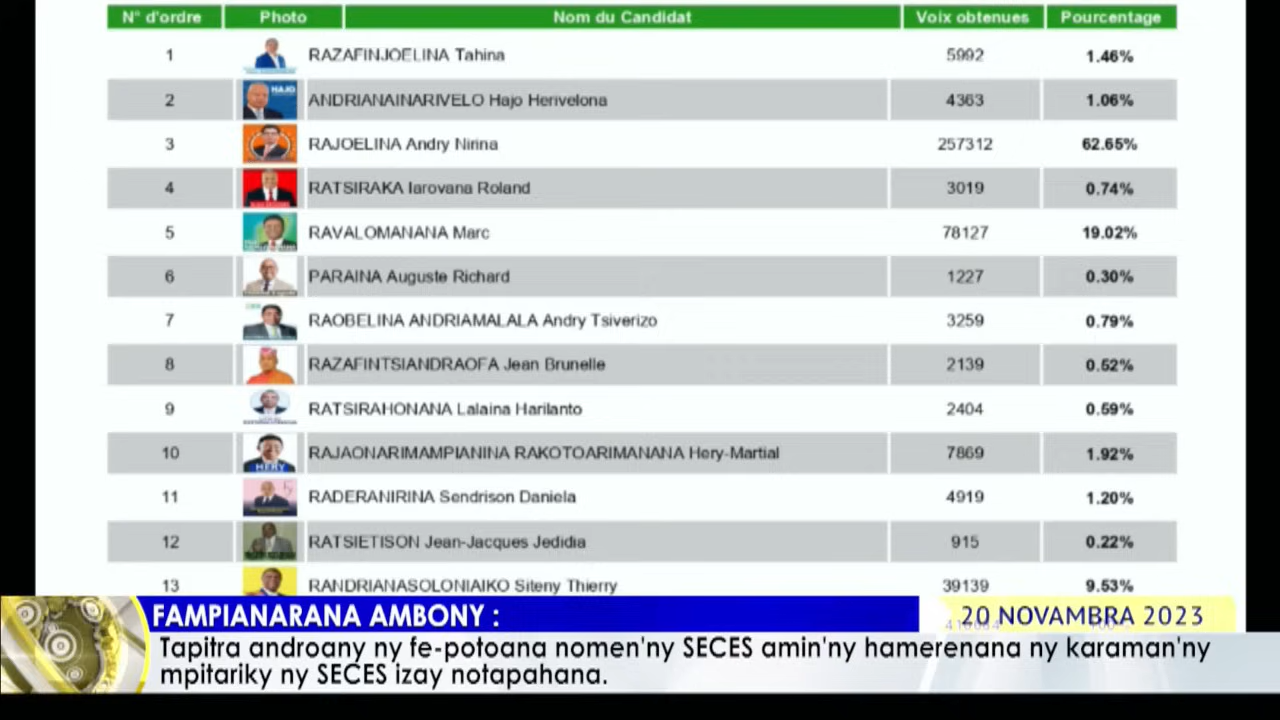 N° d'ordre Photo Nom du Candidat Voix obtenues Pourcentage
1 RAZAFINJOELINA Tahina 5992 1.46%
2 HAJO ANDRIANAINARIVELO Hajo Herivelona 4363 1.06%
3 RAJOELINA Andry Nirina 257312 62.65%
4 RATSIRAKA Iarovana Roland 3019 0.74%
5 RAVALOMANANA Marc 78127 19.02%
6 PARAINA Auguste Richard 1227 0.30%
7 RAOBELINA ANDRIAMALALA Andry Tsiverizo 3259 0.79%
8 RAZAFINTSIANDRAOFA Jean Brunelle 2139 0.52%
9 RATSIRAHONANA Lalaina Harilanto 2404 0.59%
10 HERY RAJAONARIMAMPIANINA RAKOTOARIMANANA Hery-Martial 7869 1.92%
11 RADERANIRINA Sendrison Daniela 4919 1.20%
12 RATSIETISON Jean-Jacques Jedidia 915 0.22%
13 RANDRIANASOLONIAIKO Siteny Thierry 39139 9.53%
FAMPIANARANA AMBONY : 20 NOVAMBRA 2023
Tapitra androany ny fe-potoana nomen'ny SECES amin'ny hamerenana ny karaman'ny
mpitariky ny SECES izay notapahana.